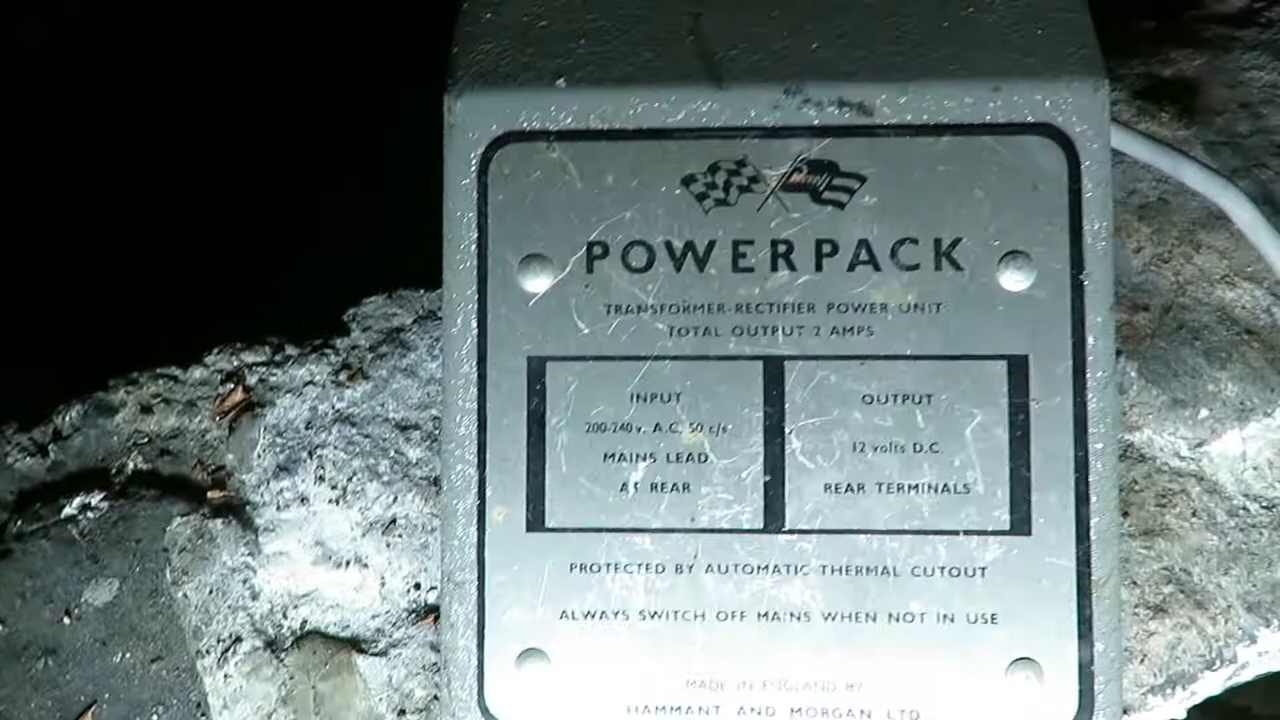 POWERPACK
TRANSFORMER-RECTIFIER POWER UNIT
TOTAL OUTPUT 2 AMPS
INPUT
200-240 v. A.C. 50 c/s
MAINS LEAD
AT REAR
OUTPUT
12 volts D.C.
REAR TERMINALS
PROTECTED BY AUTOMATIC THERMAL CUTOUT
ALWAYS SWITCH OFF MAINS WHEN NOT IN USE
MADE IN ENGLAND BY
HAMMANT AND MORGAN LTD